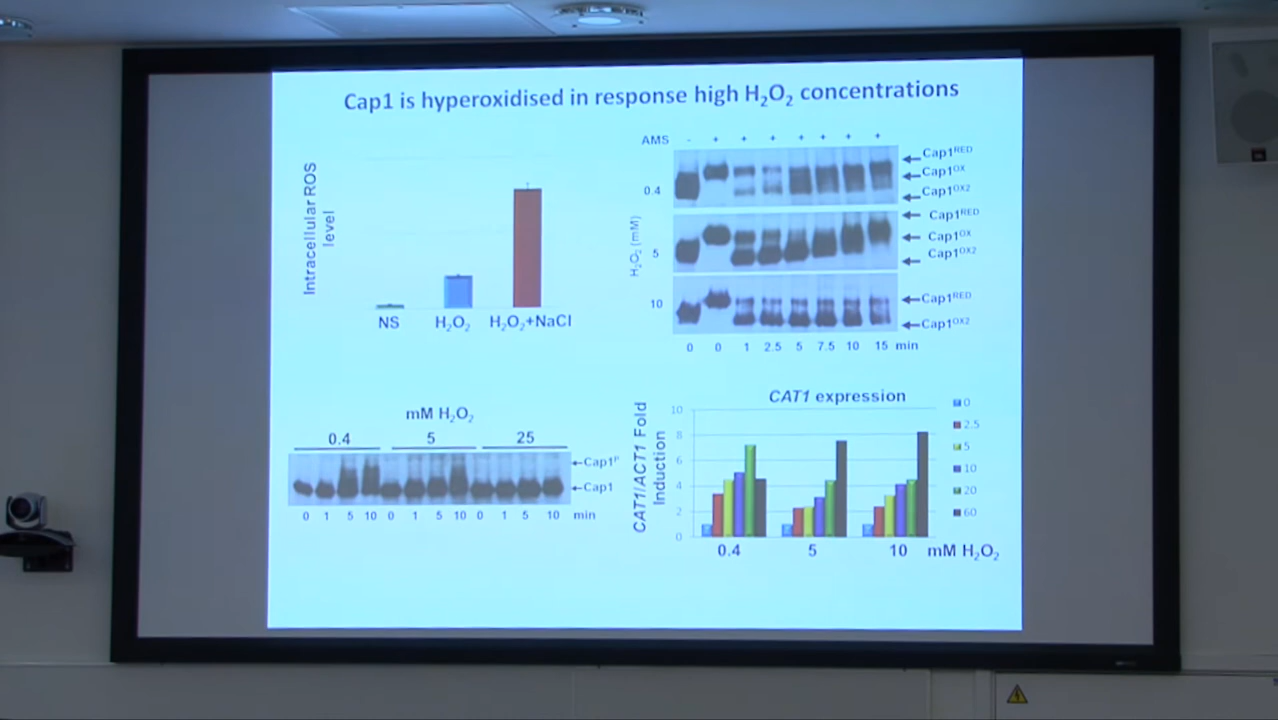 Cap1 is hyperoxidised in response high H₂O₂ concentrations
Intracellular ROS
level
NS H₂O₂ H₂O₂+NaCl
AMS - + + + + + + +
H₂O₂ (mM)
0.4
Cap1ᴿᴱᴰ
Cap1ᴼˣ
Cap1ᴼˣ²
5
Cap1ᴿᴱᴰ
Cap1ᴼˣ
Cap1ᴼˣ²
10
Cap1ᴿᴱᴰ
Cap1ᴼˣ²
0 0 1 2.5 5 7.5 10 15 min
mM H₂O₂
0.4 5 25
Cap1ᴾ
Cap1
0 1 5 10 0 1 5 10 0 1 5 10 min
CAT1 expression
CAT1/ACT1 Fold
Induction
10
8
6
4
2
0
0.4 5 10 mM H₂O₂
0
2.5
5
10
20
60